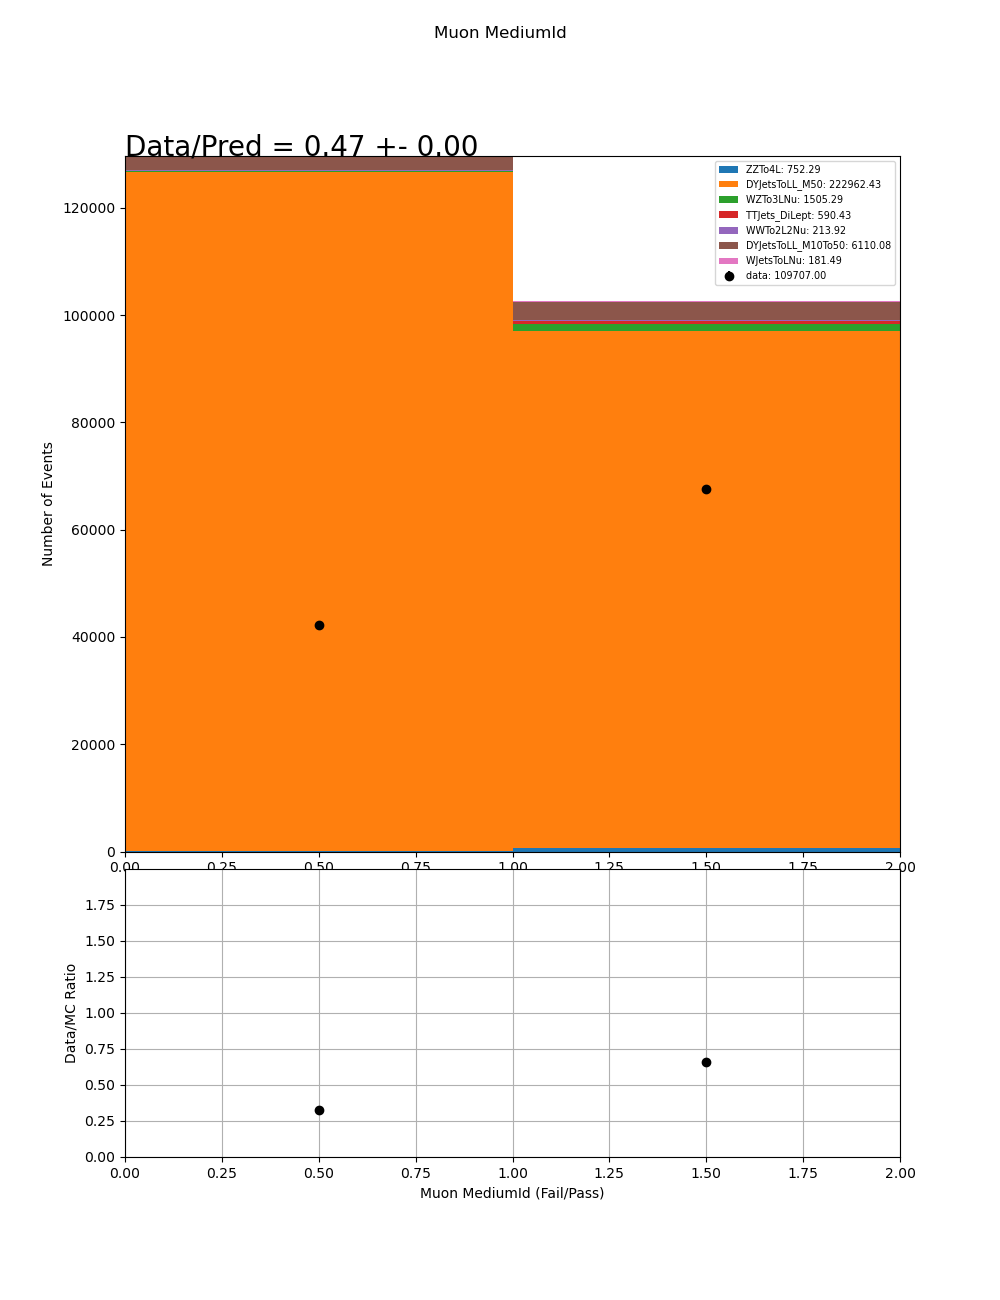 Muon MediumId
Data/Pred = 0.47 +- 0.00
ZZTo4L: 752.29
DYJetsToLL_M50: 222962.43
WZTo3LNu: 1505.29
TTJets_DiLept: 590.43
WWTo2L2Nu: 213.92
DYJetsToLL_M10To50: 6110.08
WJetsToLNu: 181.49
data: 109707.00
120000
100000
80000
60000
40000
20000
0
Number of Events
0.00 0.25 0.50 0.75 1.00 1.25 1.50 1.75 2.00
1.75
1.50
1.25
1.00
0.75
0.50
0.25
0.00
Data/MC Ratio
0.00 0.25 0.50 0.75 1.00 1.25 1.50 1.75 2.00
Muon MediumId (Fail/Pass)